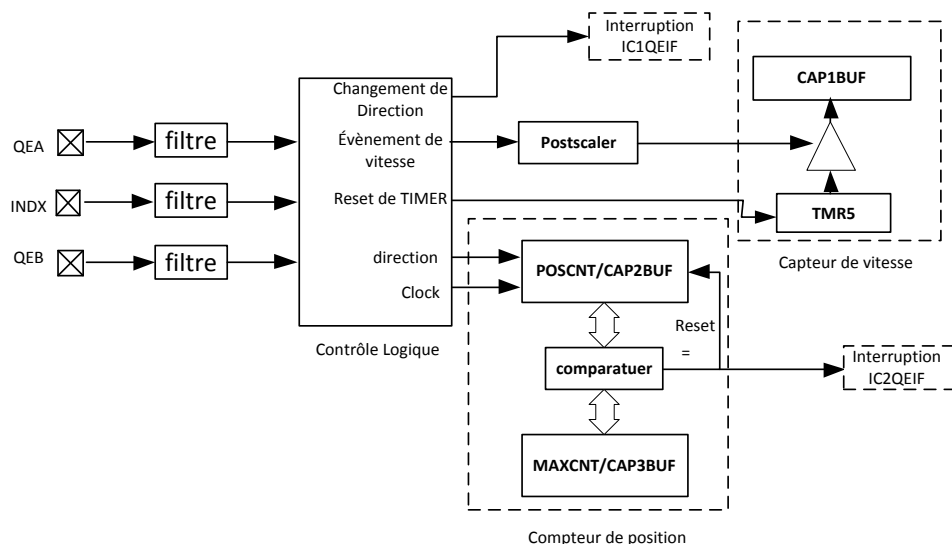 Interruption
IC1QEIF
CAP1BUF
Changement de
Direction
QEA
filtre
Évènement de
vitesse
Postscaler
INDX
filtre
Reset de TIMER
TMR5
QEB
filtre
direction
Capteur de vitesse
POSCNT/CAP2BUF
Clock
Reset
=
Contrôle Logique
comparatuer
Interruption
IC2QEIF
MAXCNT/CAP3BUF
Compteur de position